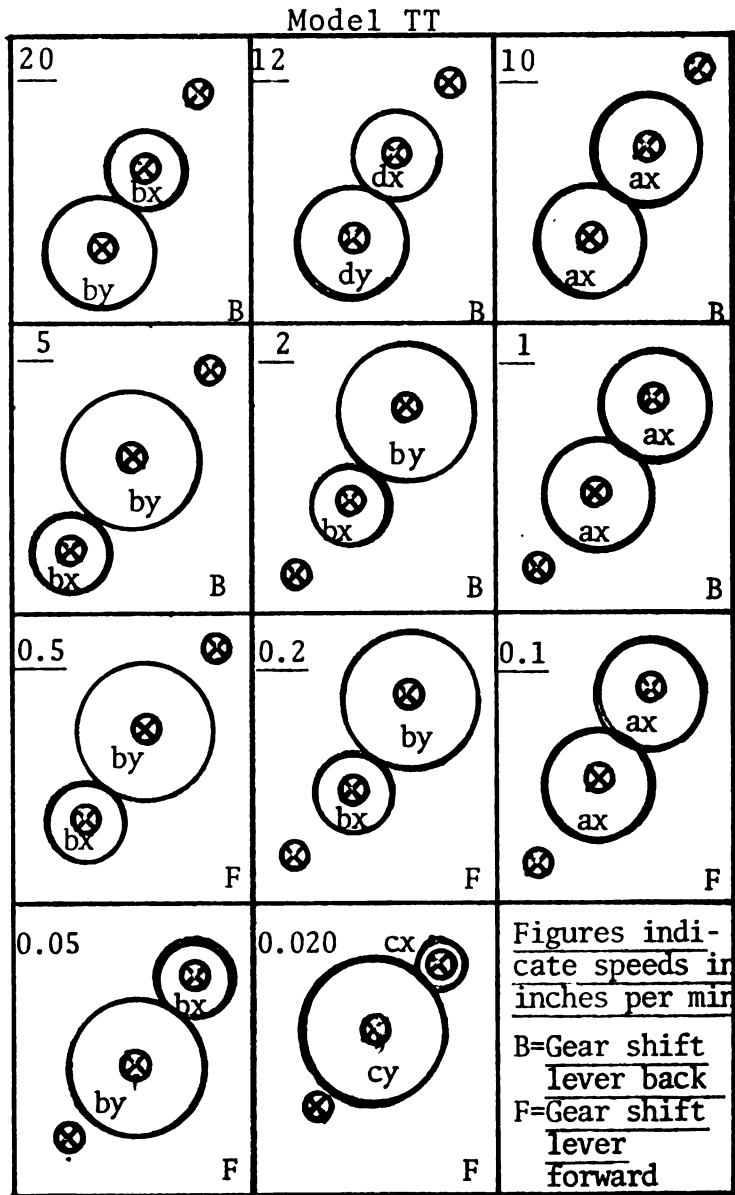 Model TT
20
bx
by
B
12
dx
dy
B
10
ax
ax
B
5
by
bx
B
2
by
bx
B
1
ax
ax
B
0.5
by
bx
F
0.2
by
bx
F
0.1
ax
ax
F
0.05
bx
by
F
0.020
cx
cy
F
Figures indi-
cate speeds in
inches per min
B=Gear shift
lever back
F=Gear shift
lever
forward